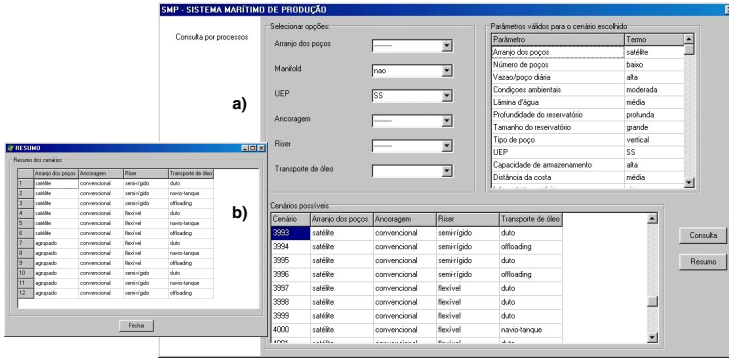 SMP - SISTEMA MARÍTIMO DE PRODUÇÃO
Consulta por processos
Selecionar opções:
Arranjo dos poços --------
Manifold nao
UEP SS
Ancoragem --------
Riser --------
Transporte de óleo
Parâmetros válidos para o cenário escolhido
Parâmetro Termo
Arranjo dos poços satélite
Número de poços baixo
Vazao/poço diária alta
Condiçoes ambientais moderada
Lâmina d'água média
Profundidade do reservatório profunda
Tamanho do reservatório grande
Tipo de poço vertical
UEP SS
Capacidade de armazenamento alta
Distância da costa média
a)
RESUMO
Resumo dos cenários
Arranjo dos poços Ancoragem Riser Transporte de óleo
1 satélite convencional semi-rígido duto
2 satélite convencional semi-rígido navio-tanque
3 satélite convencional semi-rígido offloading
4 satélite convencional flexível duto
5 satélite convencional flexível navio-tanque
6 satélite convencional flexível offloading
7 agrupado convencional flexível duto
8 agrupado convencional flexível navio-tanque
9 agrupado convencional flexível offloading
10 agrupado convencional semi-rígido duto
11 agrupado convencional semi-rígido navio-tanque
12 agrupado convencional semi-rígido offloading
Fechar
b)
Cenários possíveis
Cenário Arranjo dos poços Ancoragem Riser Transporte de óleo
3993 satélite convencional semi-rígido duto
3994 satélite convencional semi-rígido offloading
3995 satélite convencional semi-rígido duto
3996 satélite convencional semi-rígido offloading
3997 satélite convencional flexível duto
3998 satélite convencional flexível duto
3999 satélite convencional flexível duto
4000 satélite convencional flexível navio-tanque
4001 satélite convencional flexível duto
Consulta
Resumo